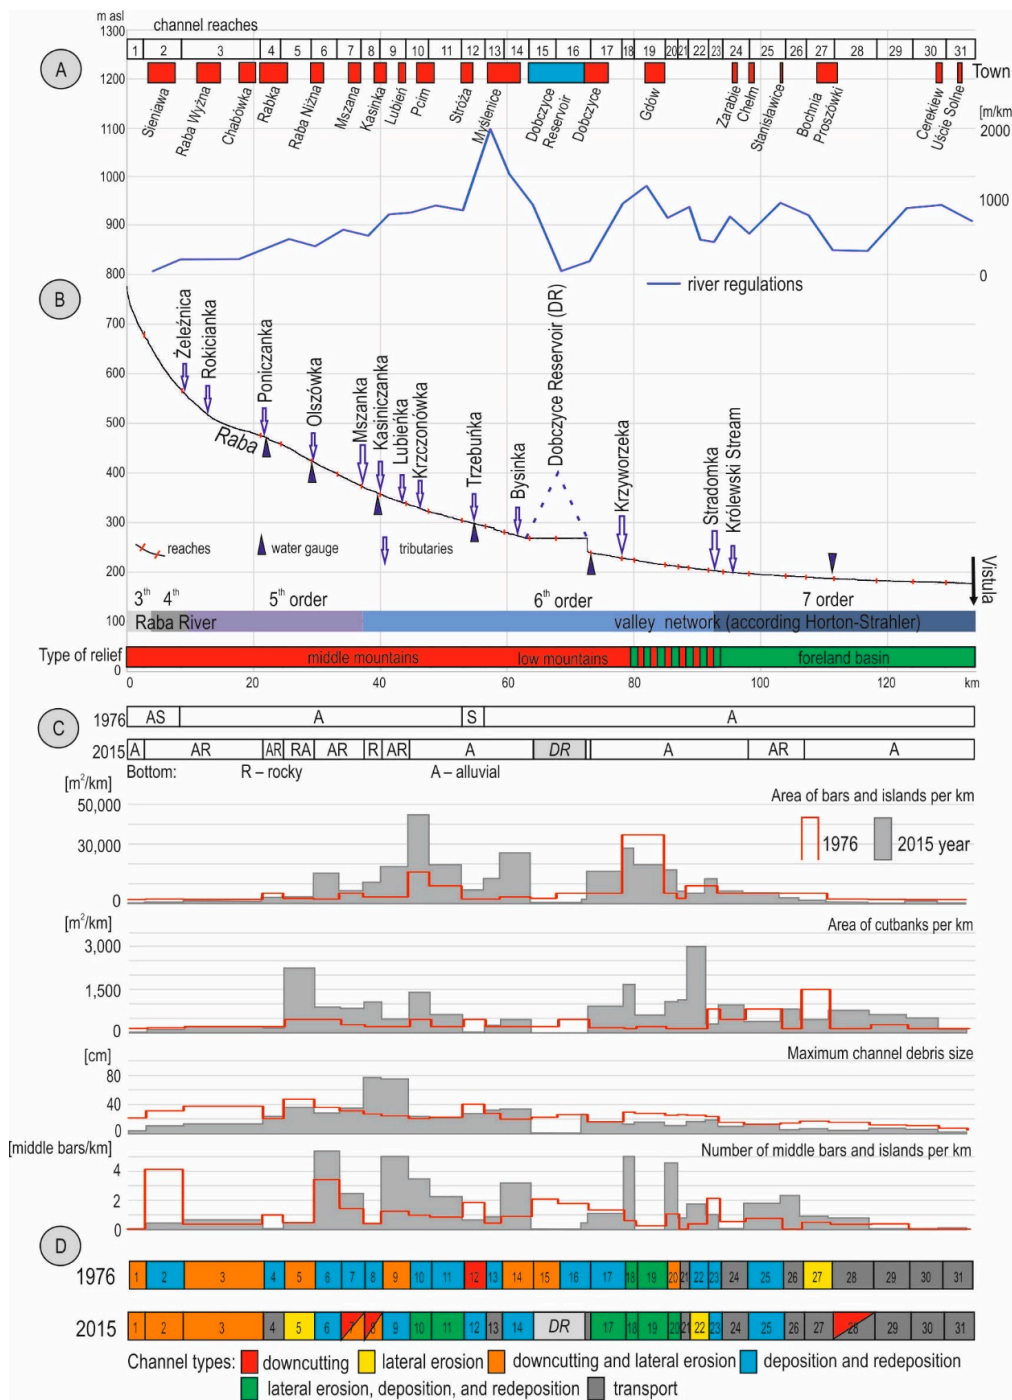 m asl
channel reaches
1300
1 2 3 4 5 6 7 8 9 10 11 12 13 14 15 16 17 18 19 20 21 22 23 24 25 26 27 28 29 30 31
A
1200
Town
Sieniawa
Raba Wyżna
Chabówka
Rabka
Raba Niżna
Mszana
Kasinka
Lubień
Pcim
Stróża
Myślenice
Dobczyce
Reservoir
Dobczyce
Gdów
Zarabie
Chełm
Stanisławice
Bochnia
Proszówki
Cerekiew
Uście Solne
[m/km
1100
2000
1000
1000
900
800
0
river regulations
B
700
600
500
400
300
200
100
0
Żeleźnica
Rokicianka
Poniczanka
Olszówka
Mszanka
Kasiniczanka
Lubieńka
Krzczonówka
Trzebuńka
Bysinka
Dobczyce Reservoir (DR)
Krzyworzeka
Stradomka
Królewski Stream
Raba
Vistula
reaches
water gauge
tributaries
3th 4th 5th order 6th order 7 order
Raba River valley network (according Horton-Strahler)
Type of relief
middle mountains low mountains foreland basin
0 20 40 60 80 100 120 km
C
1976 AS A S A
2015 A AR AR RA AR R AR A DR A AR A
Bottom: R – rocky A – alluvial
[m2/km]
Area of bars and islands per km
50,000
30,000
0
1976 2015 year
[m2/km]
Area of cutbanks per km
3,000
1,500
0
[cm]
Maximum channel debris size
80
40
0
[middle bars/km]
Number of middle bars and islands per km
4
2
0
D
1976 1 2 3 4 5 6 7 8 9 10 11 12 13 14 15 16 17 18 19 20 21 22 23 24 25 26 27 28 29 30 31
2015 1 2 3 4 5 6 7 8 9 10 11 12 13 14 DR 17 18 19 20 21 22 23 24 25 26 27 28 29 30 31
Channel types: downcutting lateral erosion downcutting and lateral erosion deposition and redeposition
lateral erosion, deposition, and redeposition transport